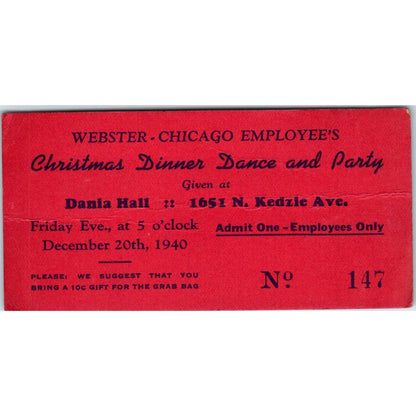 WEBSTER - CHICAGO EMPLOYEE'S
Christmas Dinner Dance and Party
Given at
Dania Hall :: 1651 N. Kedzie Ave.
Friday Eve., at 5 o'clock
December 20th, 1940
Admit One - Employees Only
PLEASE: WE SUGGEST THAT YOU
BRING A 10c GIFT FOR THE GRAB BAG
No 147